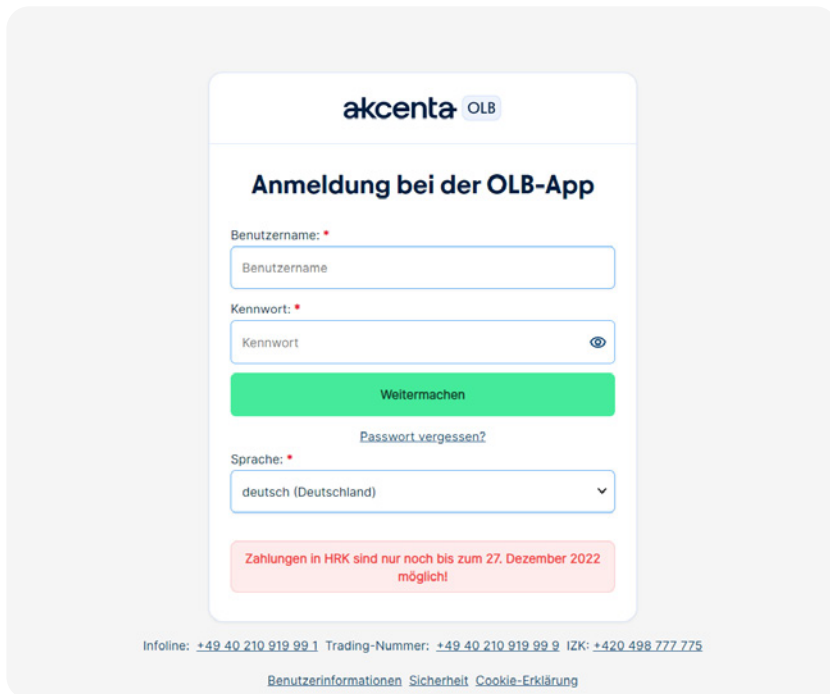 akcenta OLB
Anmeldung bei der OLB-App
Benutzername: *
Benutzername
Kennwort: *
Kennwort
Weitermachen
Passwort vergessen?
Sprache: *
deutsch (Deutschland)
Zahlungen in HRK sind nur noch bis zum 27. Dezember 2022
möglich!
Infoline: +49 40 210 919 99 1 Trading-Nummer: +49 40 210 919 99 9 IZK: +420 498 777 775
Benutzerinformationen Sicherheit Cookie-Erklärung